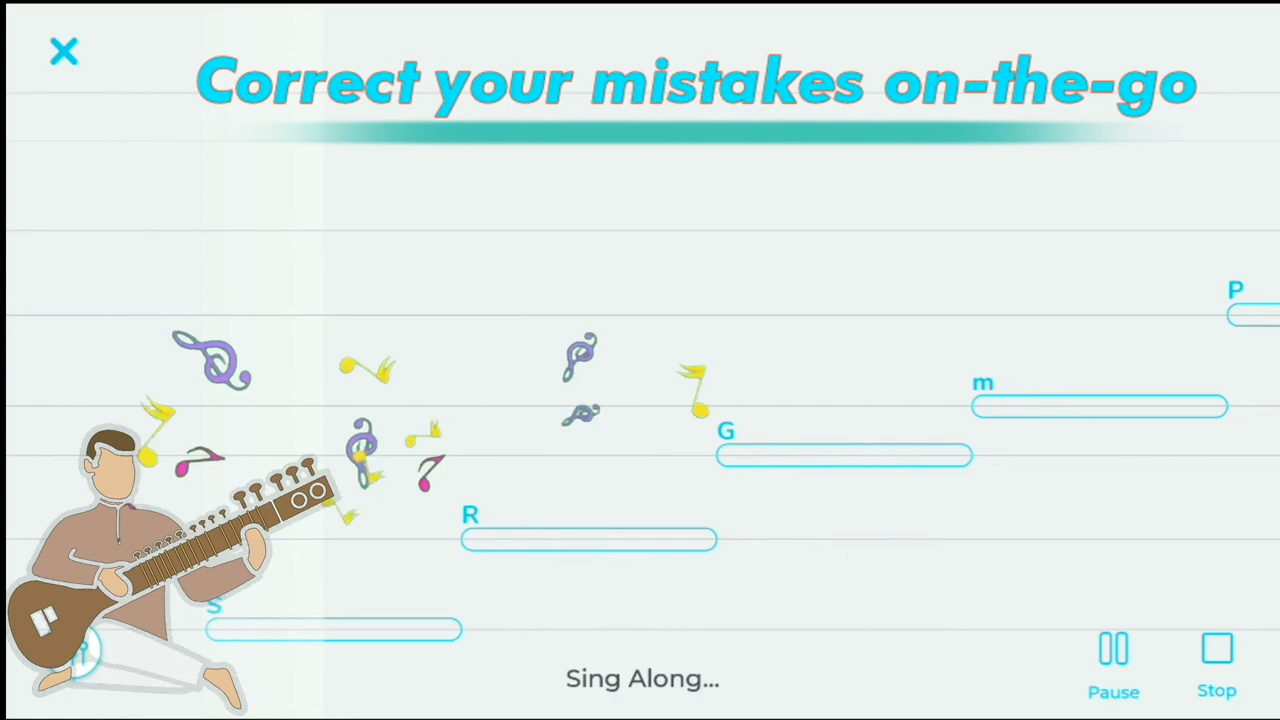 Correct your mistakes on-the-go
P
m
G
R
S
Sing Along...
Pause
Stop